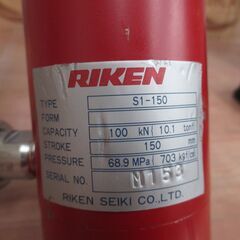 RIKEN
TYPE S1-150
FORM
CAPACITY 100 kN( 10.1 tonf)
STROKE 150 mm
PRESSURE 68.9 MPa( 703 kgf/cm
SERIAL NO.
RIKEN SEIKI CO.,LTD.